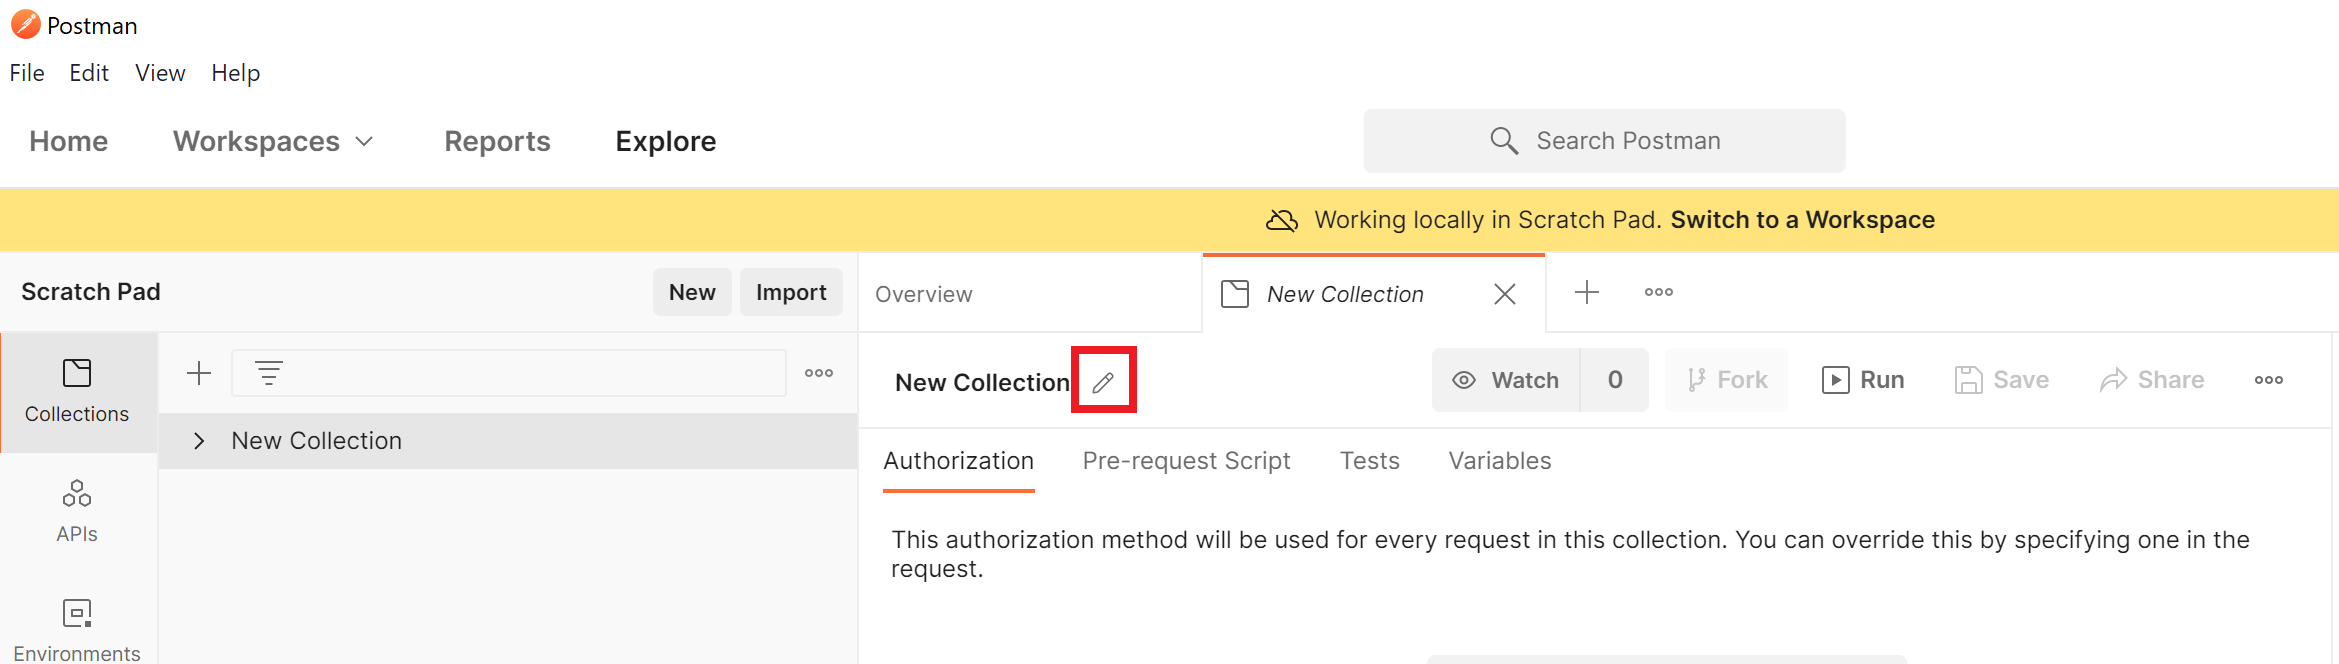 Postman
File Edit View Help
Home Workspaces Reports Explore Search Postman
Working locally in Scratch Pad. Switch to a Workspace
Scratch Pad New Import Overview New Collection
New Collection Watch 0 Fork Run Save Share
Collections
New Collection
Authorization Pre-request Script Tests Variables
APIs
This authorization method will be used for every request in this collection. You can override this by specifying one in the
request.
Environments